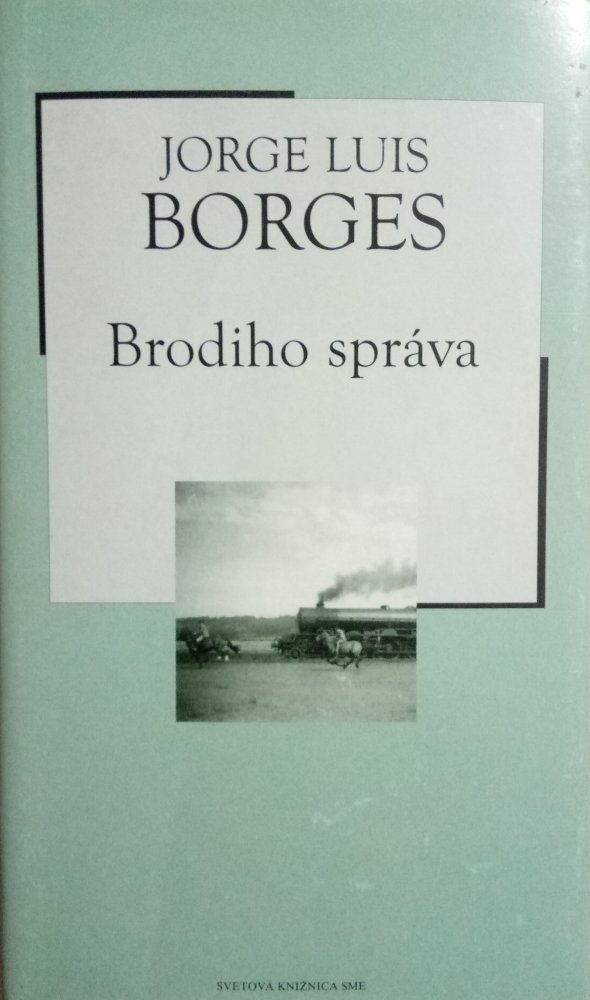 JORGE LUIS
BORGES
Brodiho správa
SVETOVÁ KNIŽNICA SME